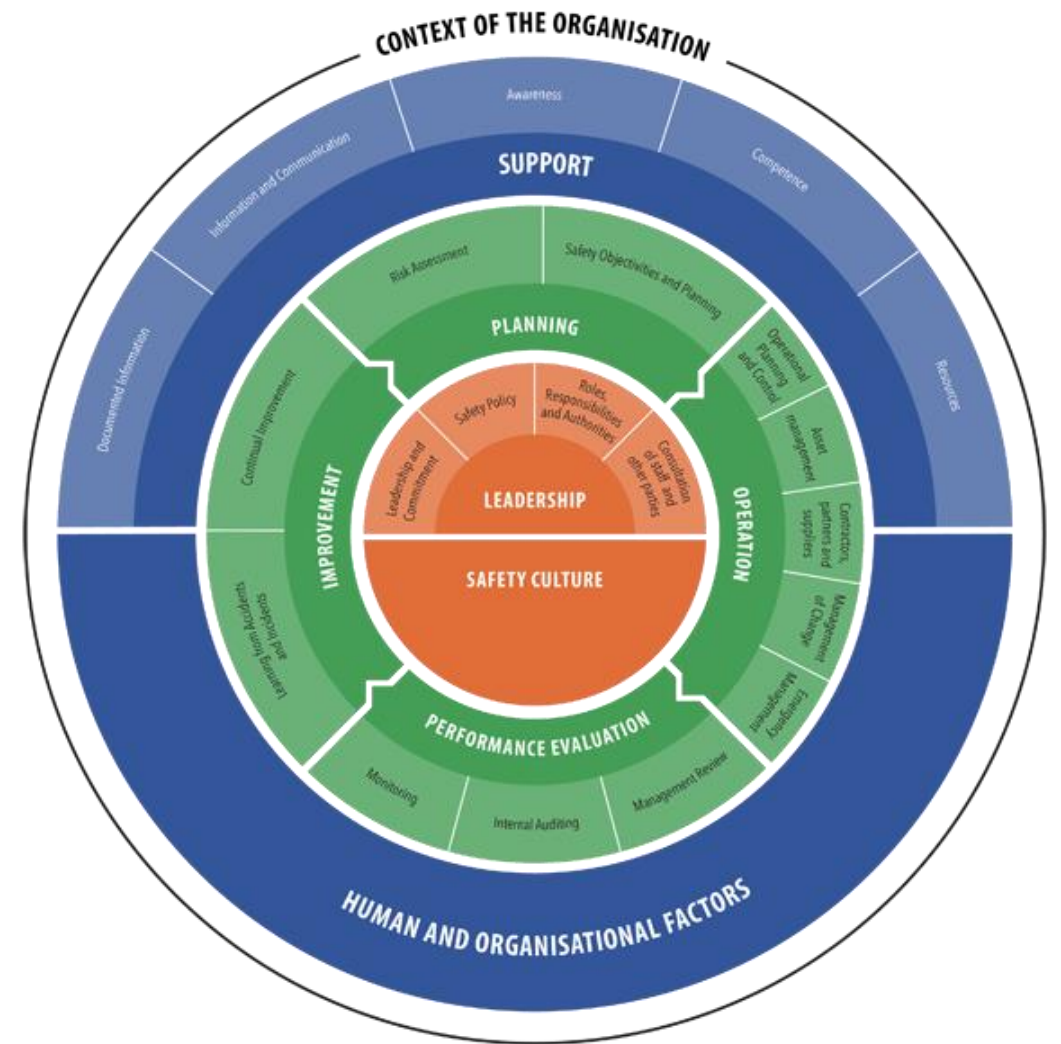 CONTEXT OF THE ORGANISATION
Awareness
Information and Communication
Competence
Documented Information
Resources
SUPPORT
Risk Assessment
Safety Objectivities and Planning
PLANNING
Operational
Planning
and Control
Asset
management
Contractors,
partners and
suppliers
Management
of Change
Emergency
Management
OPERATION
Continual Improvement
Learning from Accidents
and Incidents
IMPROVEMENT
Leadership and
Commitment
Safety Policy
Roles,
Responsibilities
and Authorities
Consultation
of staff and
other parties
LEADERSHIP
SAFETY CULTURE
PERFORMANCE EVALUATION
Monitoring
Internal Auditing
Management Review
HUMAN AND ORGANISATIONAL FACTORS